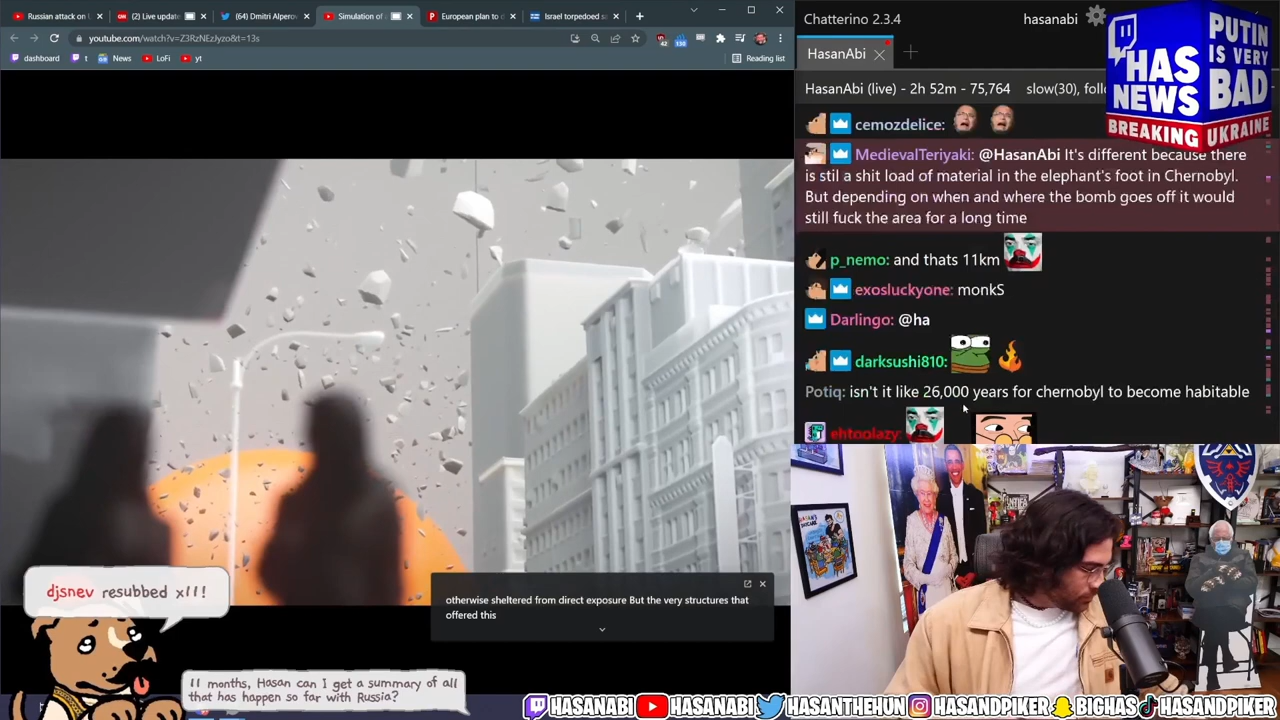 Russian attack on U
(2) Live update
(64) Dmitri Alperov
Simulation of
European plan to d
Israel torpedoed sa
youtube.com/watch?v=Z3RzNEzJyzo&t=13s
42
138
dashboard
t
News
LoFi
yt
Reading list
otherwise sheltered from direct exposure But the very structures that
offered this
djsnev resubbed x11!
11 months, Hasan can I get a summary of all
that has happen so far with Russia?
Chatterino 2.3.4
hasanabi
HasanAbi
HasanAbi (live) - 2h 52m - 75,764
slow(30), follo
HAS
NEWS
PUTIN
IS VERY
BAD
BREAKING UKRAINE
cemozdelice:
MedievalTeriyaki: @HasanAbi It's different because there
is stil a shit load of material in the elephant's foot in Chernobyl.
But depending on when and where the bomb goes off it would
still fuck the area for a long time
p_nemo: and thats 11km
exosluckyone: monkS
Darlingo: @ha
darksushi810:
Potiq: isn't it like 26,000 years for chernobyl to become habitable
ehtoolazy:
HASANABI
HASANABI
HASANTHEHUN
HASANDPIKER
BIGHAS
HASANDPIKER